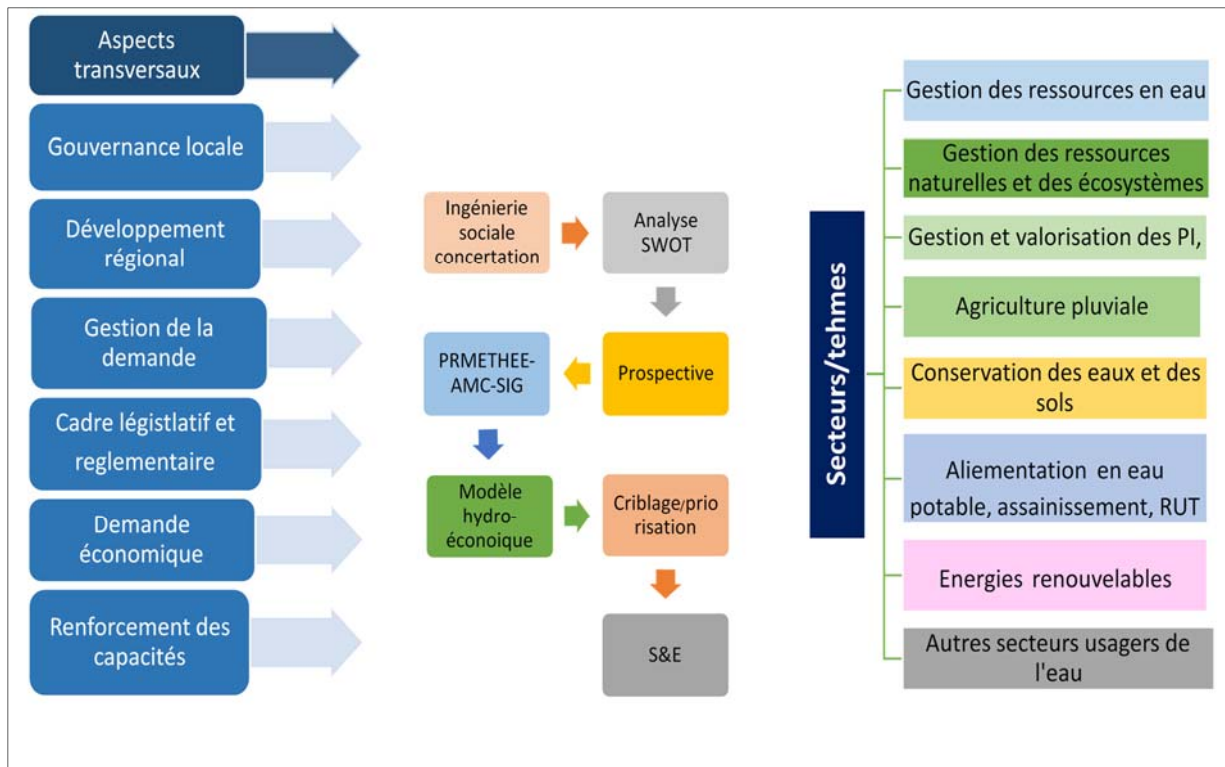 Aspects
transversaux
Gouvernance locale
Développement
régional
Gestion de la
demande
Cadre législtatif et
reglementaire
Demande
économique
Renforcement des
capacités
Ingénierie
sociale
concertation
Analyse
SWOT
PRMETHEE-
AMC-SIG
Prospective
Modèle
hydro-
éconoique
Criblage/prio
risation
S&E
Secteurs/tehmes
Gestion des ressources en eau
Gestion des ressources
naturelles et des écosystèmes
Gestion et valorisation des PI,
Agriculture pluviale
Conservation des eaux et des
sols
Aliementation en eau
potable, assainissement, RUT
Energies renouvelables
Autres secteurs usagers de
l'eau